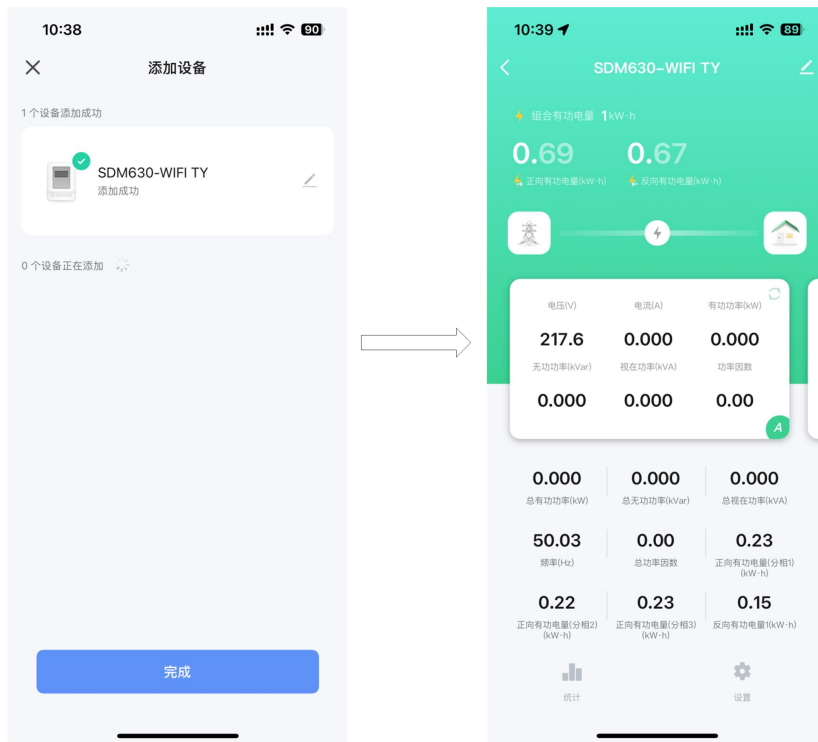 10:38
90
添加设备
1 个设备添加成功
SDM630-WIFI TY
添加成功
0 个设备正在添加
完成
10:39
89
SDM630-WIFI TY
组合有功电量 1kW·h
0.69 0.67
正向有功电量(kW·h) 反向有功电量(kW·h)
电压(V) 电流(A) 有功功率(kW)
217.6 0.000 0.000
无功功率(kVar) 视在功率(kVA) 功率因数
0.000 0.000 0.00
A
0.000 0.000 0.000
总有功功率(kW) 总无功功率(kVar) 总视在功率(kVA)
50.03 0.00 0.23
频率(Hz) 总功率因数 正向有功电量(分相1)
(kW·h)
0.22 0.23 0.15
正向有功电量(分相2) 正向有功电量(分相3) 反向有功电量1(kW·h)
(kW·h) (kW·h)
统计 设置